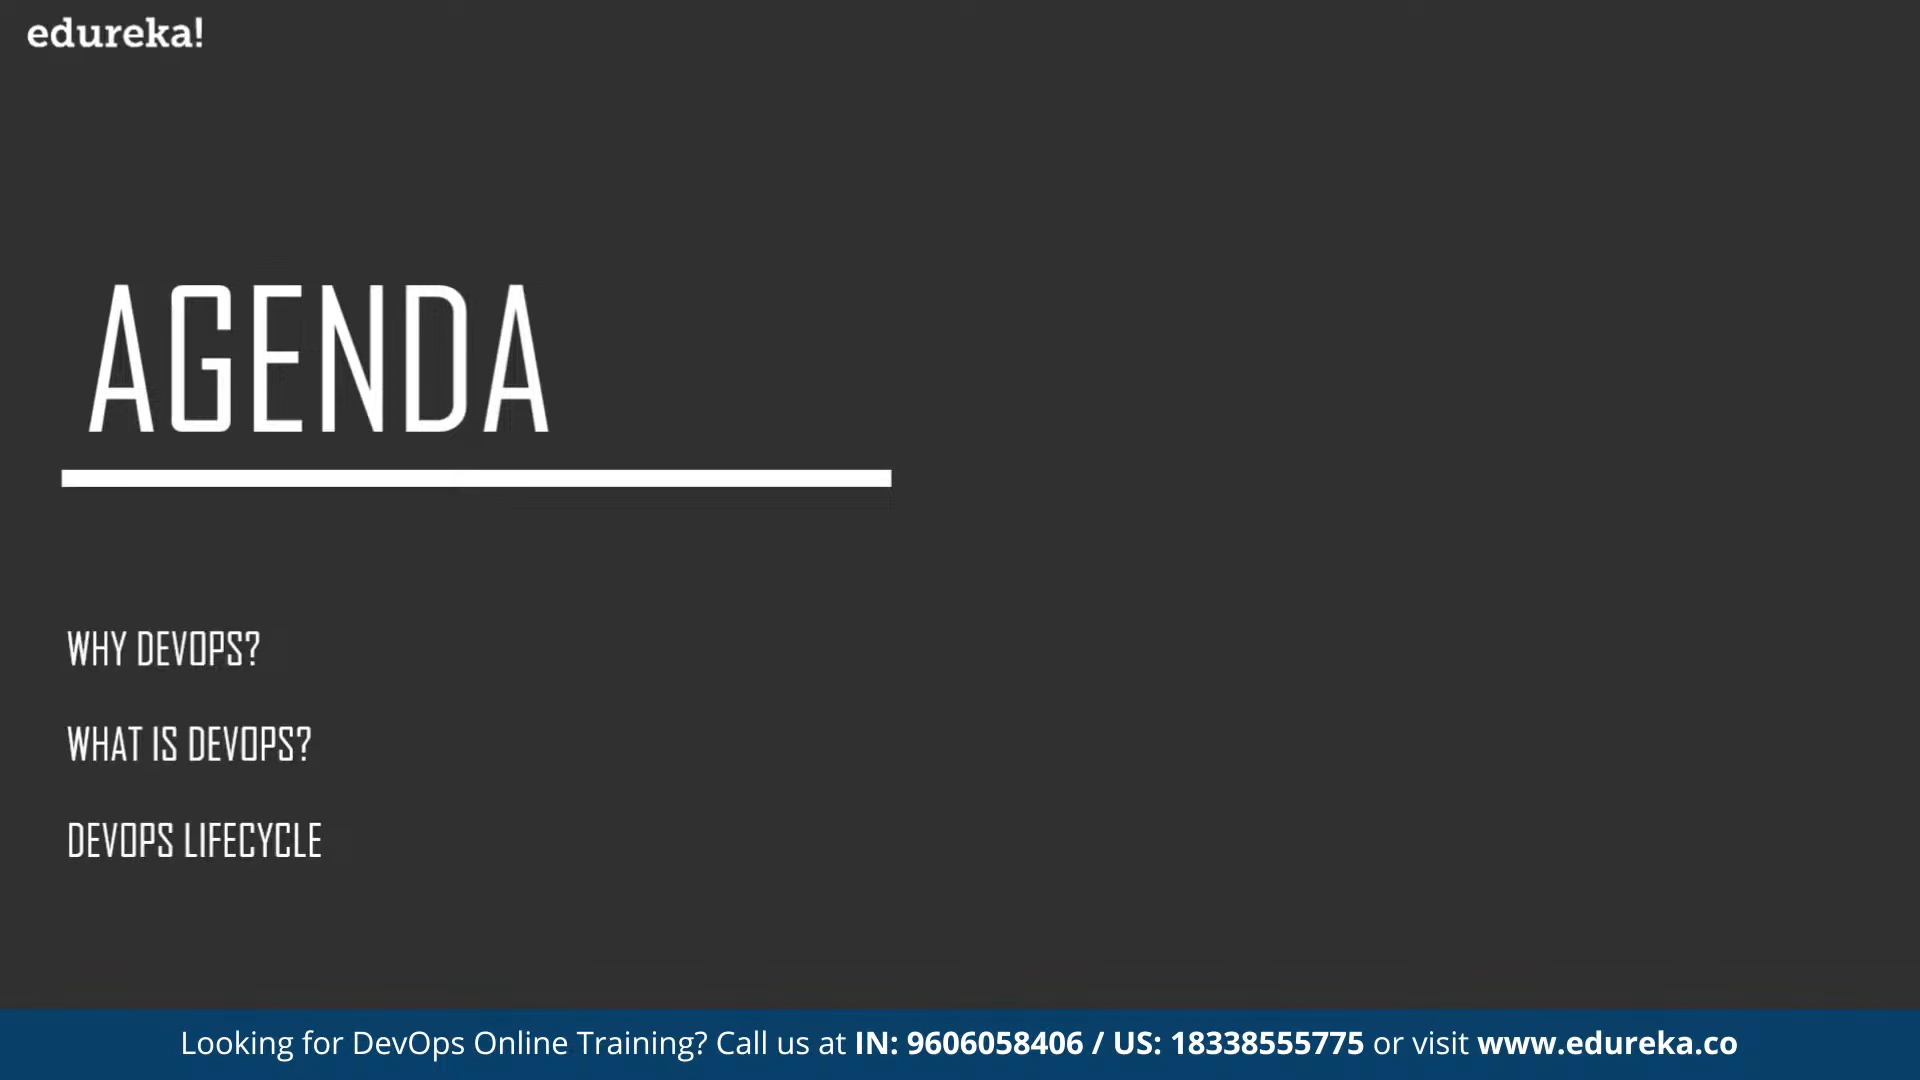 edureka!
AGENDA
WHY DEVOPS?
WHAT IS DEVOPS?
DEVOPS LIFECYCLE
Looking for DevOps Online Training? Call us at IN: 9606058406 / US: 18338555775 or visit www.edureka.co